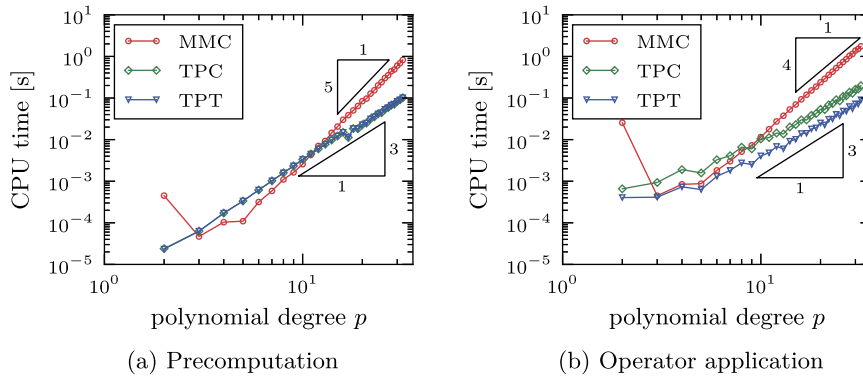 10^1
10^0
10^-1
10^-2
10^-3
10^-4
10^-5
CPU time [s]
MMC
TPC
TPT
1
5
3
1
10^0
10^1
polynomial degree p
(a) Precomputation
10^1
10^0
10^-1
10^-2
10^-3
10^-4
10^-5
CPU time [s]
MMC
TPC
TPT
1
4
3
1
10^0
10^1
polynomial degree p
(b) Operator application